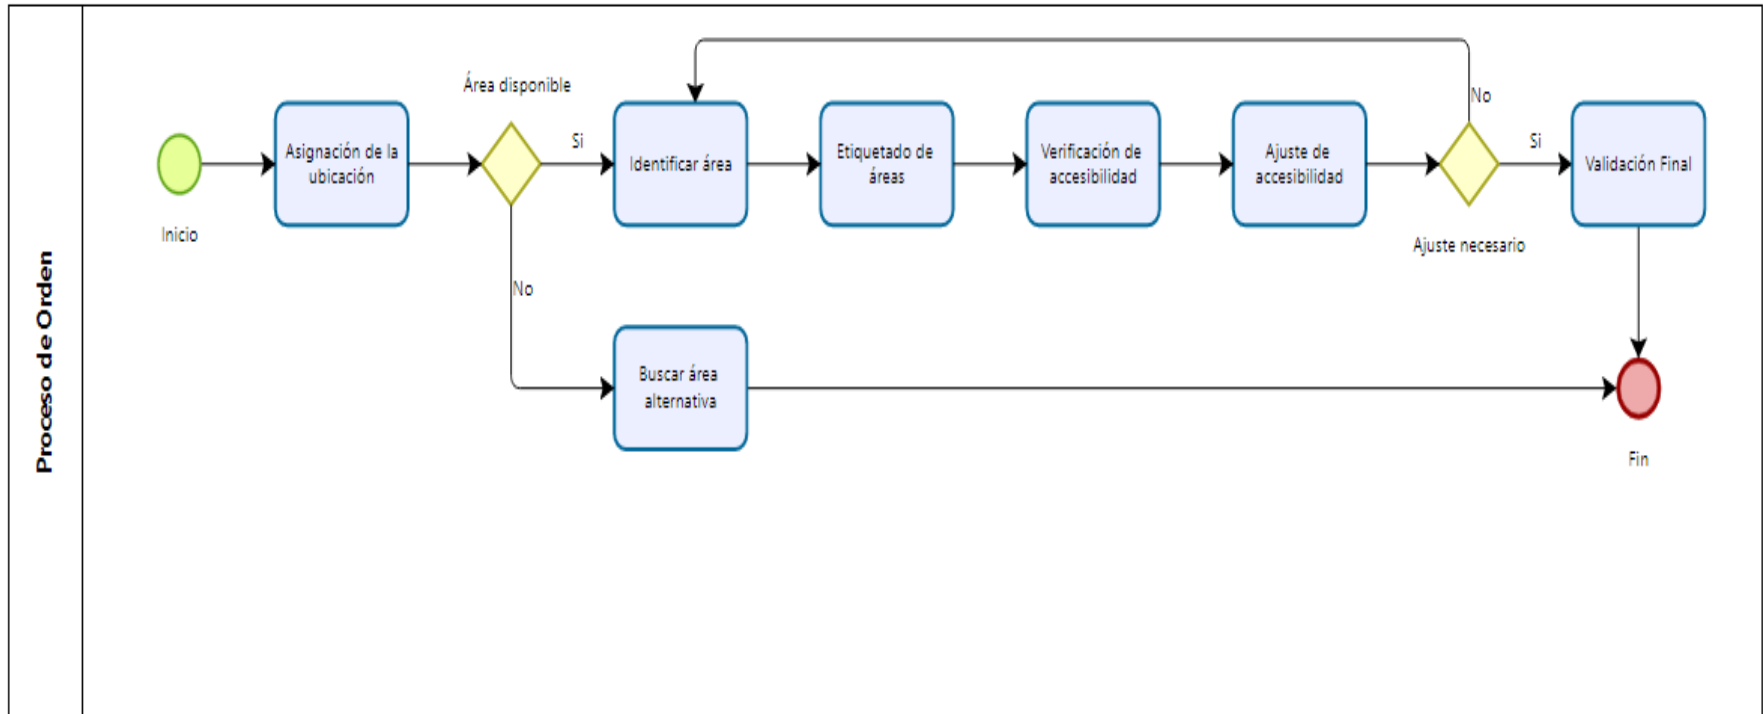 Proceso de Orden
Inicio
Asignación de la
ubicación
Área disponible
Si
No
Identificar área
Etiquetado de
áreas
Verificación de
accesibilidad
Ajuste de
accesibilidad
Ajuste necesario
No
Si
Validación Final
Buscar área
alternativa
Fin